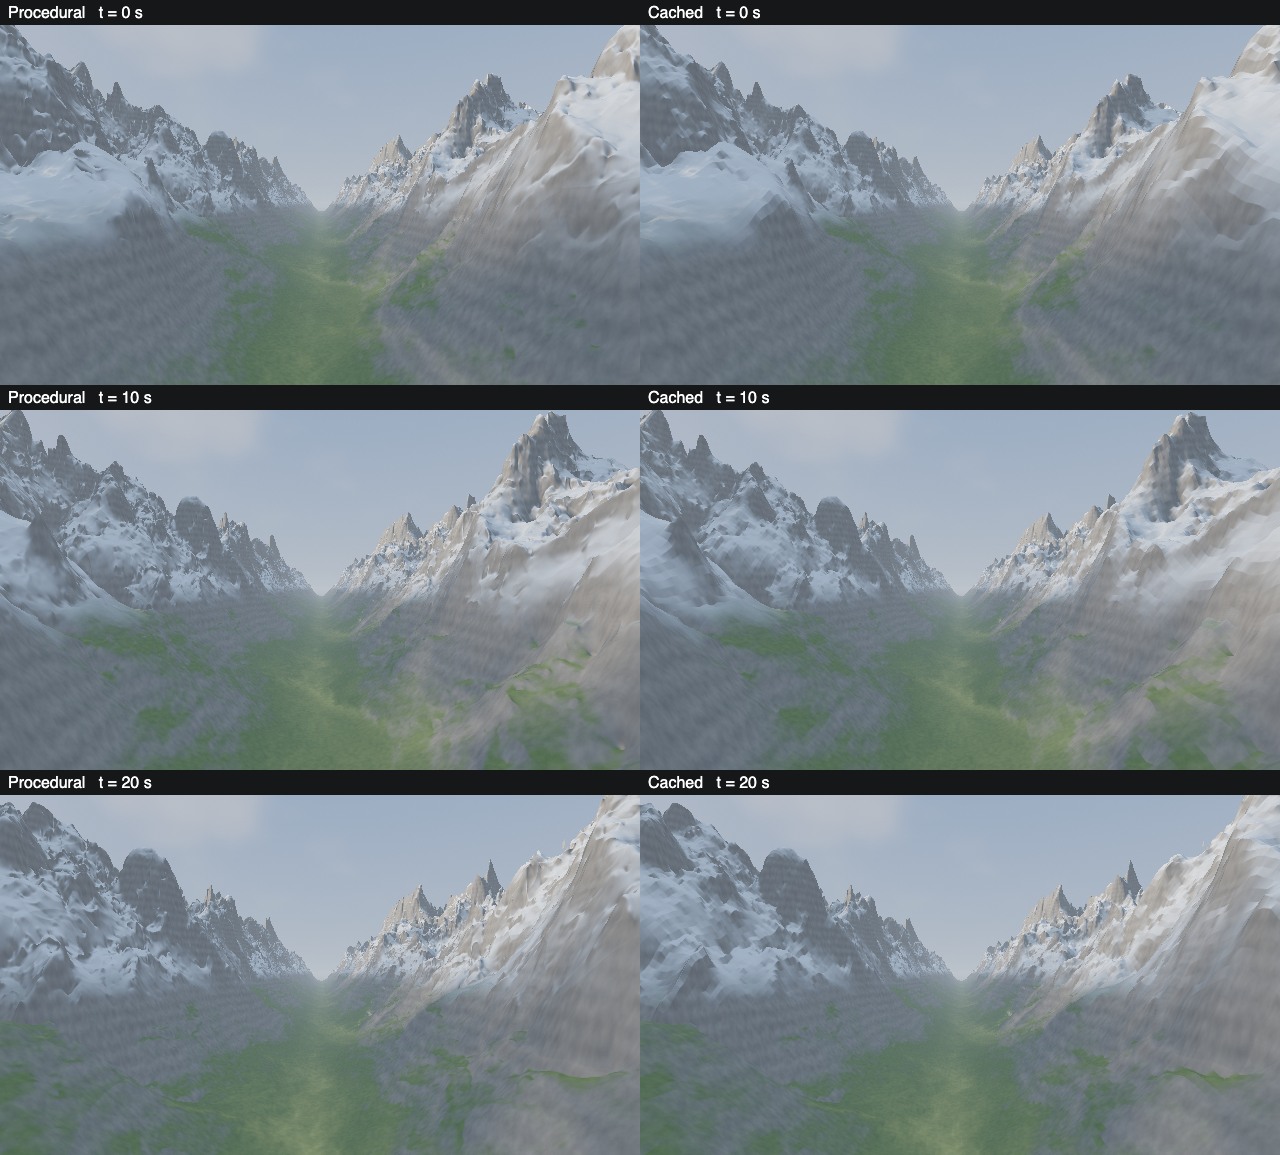 Procedural t = 0 s
Cached t = 0 s
Procedural t = 10 s
Cached t = 10 s
Procedural t = 20 s
Cached t = 20 s